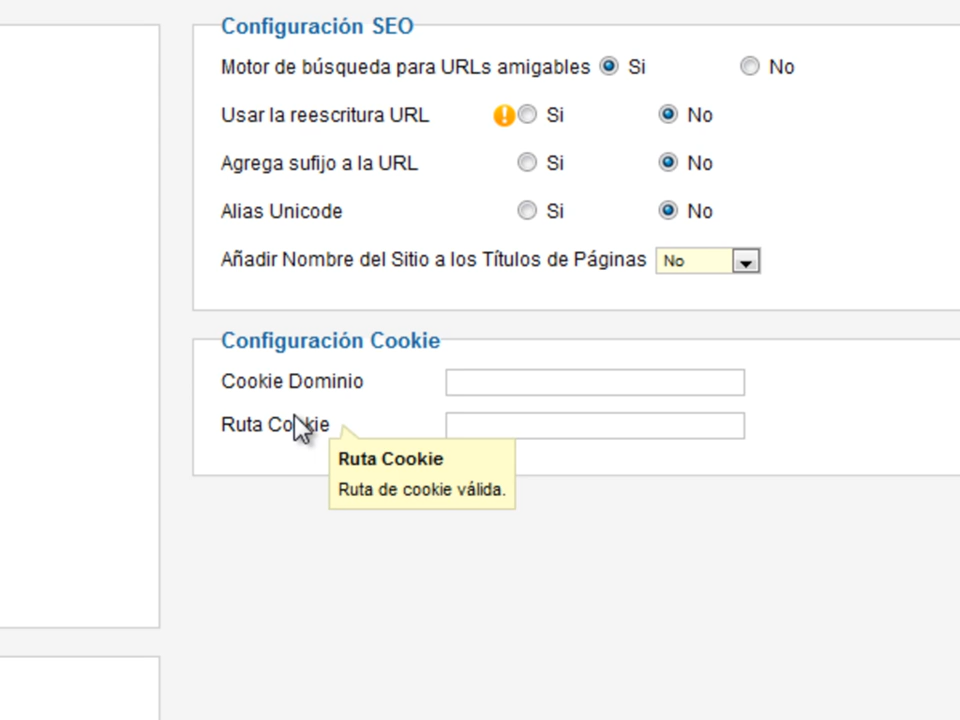 Configuración SEO
Motor de búsqueda para URLs amigables Si No
Usar la reescritura URL Si No
Agrega sufijo a la URL Si No
Alias Unicode Si No
Añadir Nombre del Sitio a los Títulos de Páginas No
Configuración Cookie
Cookie Dominio
Ruta Cookie
Ruta Cookie
Ruta de cookie válida.